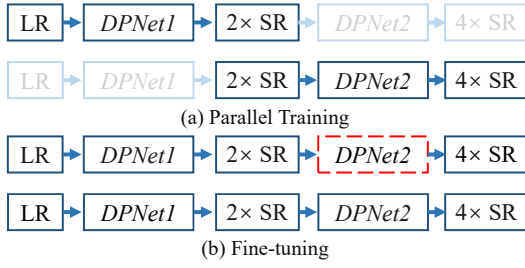 LR DPNet1 2× SR DPNet2 4× SR
LR DPNet1 2× SR DPNet2 4× SR
(a) Parallel Training
LR DPNet1 2× SR DPNet2 4× SR
LR DPNet1 2× SR DPNet2 4× SR
(b) Fine-tuning